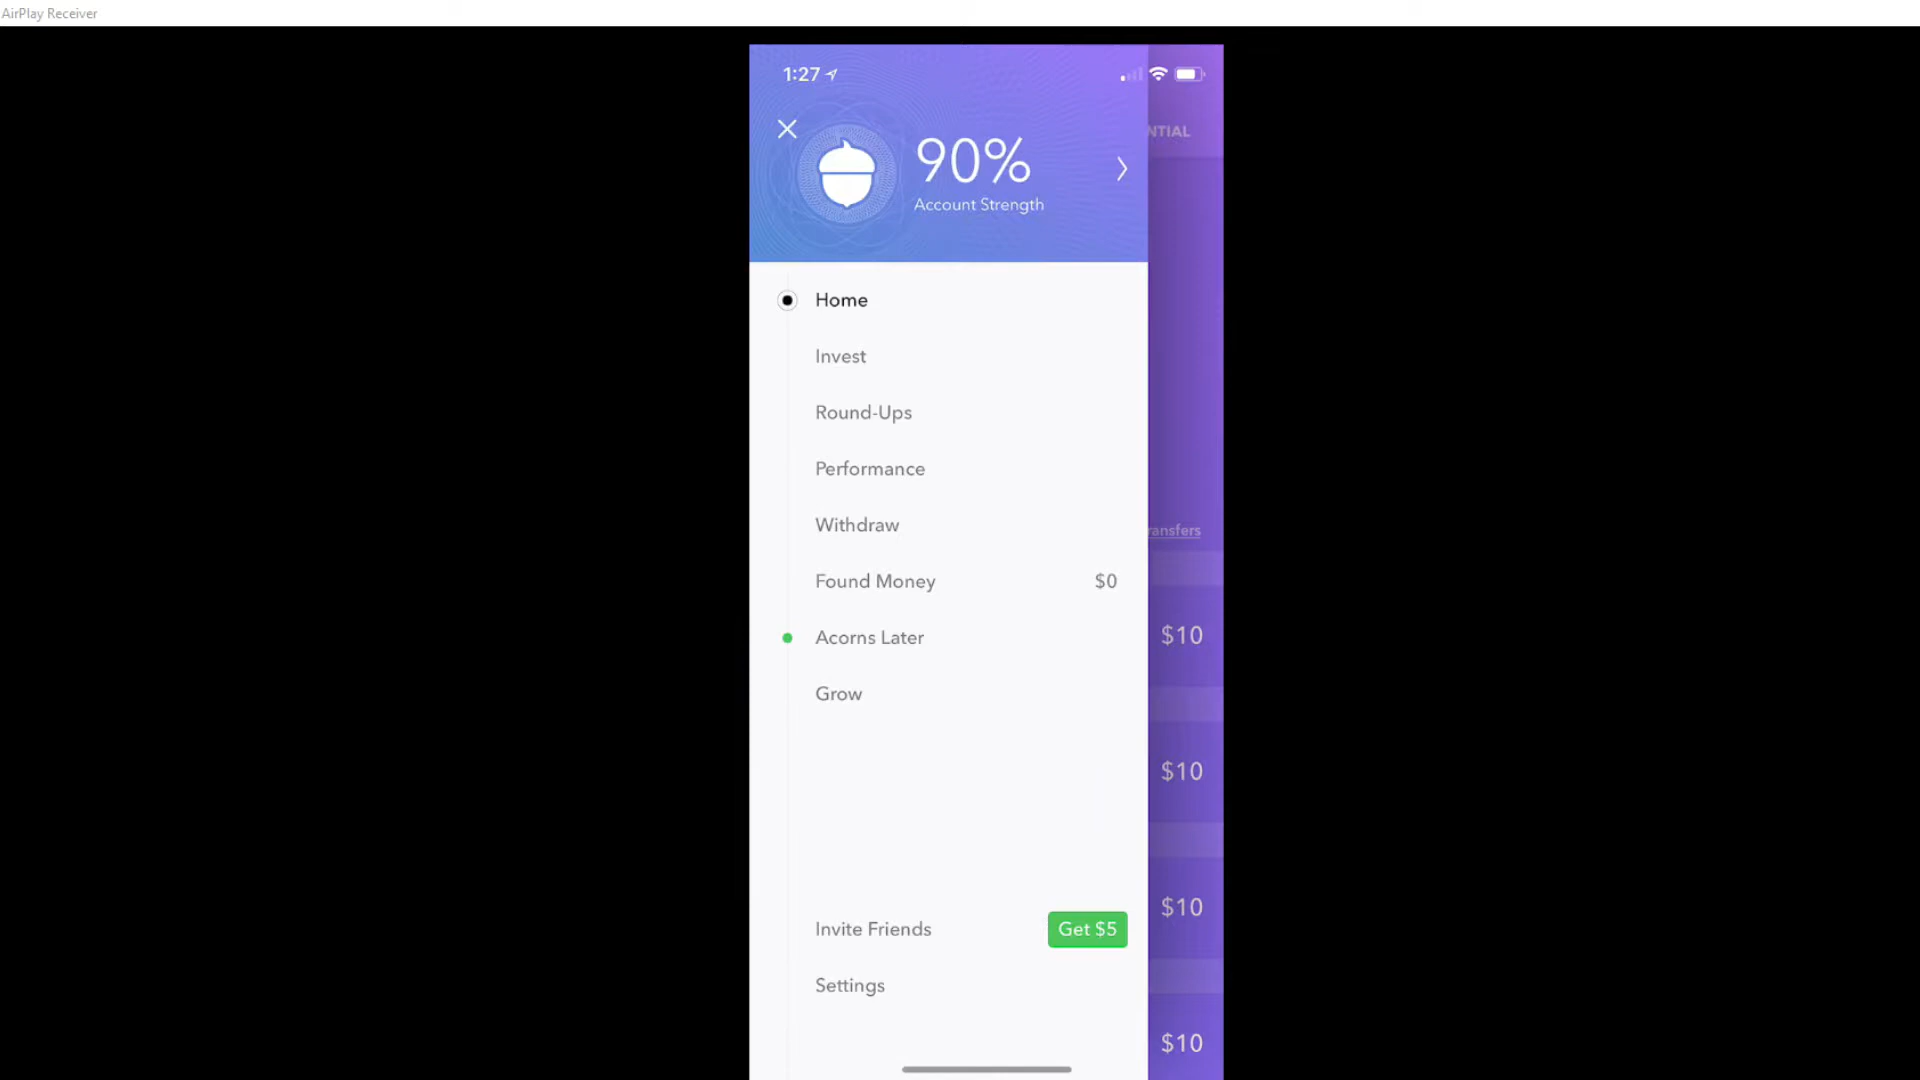 AirPlay Receiver
1:27
NTIAL
90%
Account Strength
Home
Invest
Round-Ups
Performance
Withdraw
ransfers
Found Money $0
Acorns Later $10
Grow
$10
Invite Friends Get $5 $10
Settings
$10